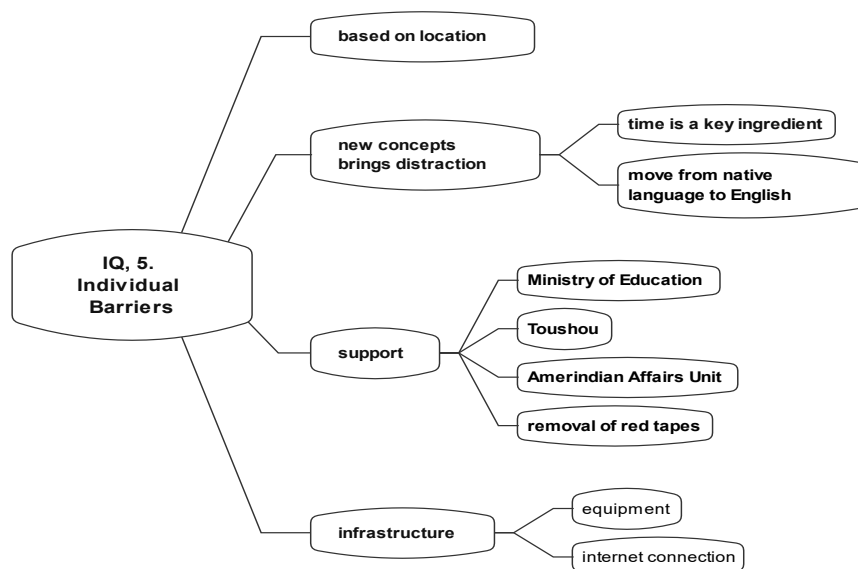 based on location
new concepts
brings distraction
time is a key ingredient
move from native
language to English
IQ, 5.
Individual
Barriers
support
Ministry of Education
Toushou
Amerindian Affairs Unit
removal of red tapes
infrastructure
equipment
internet connection